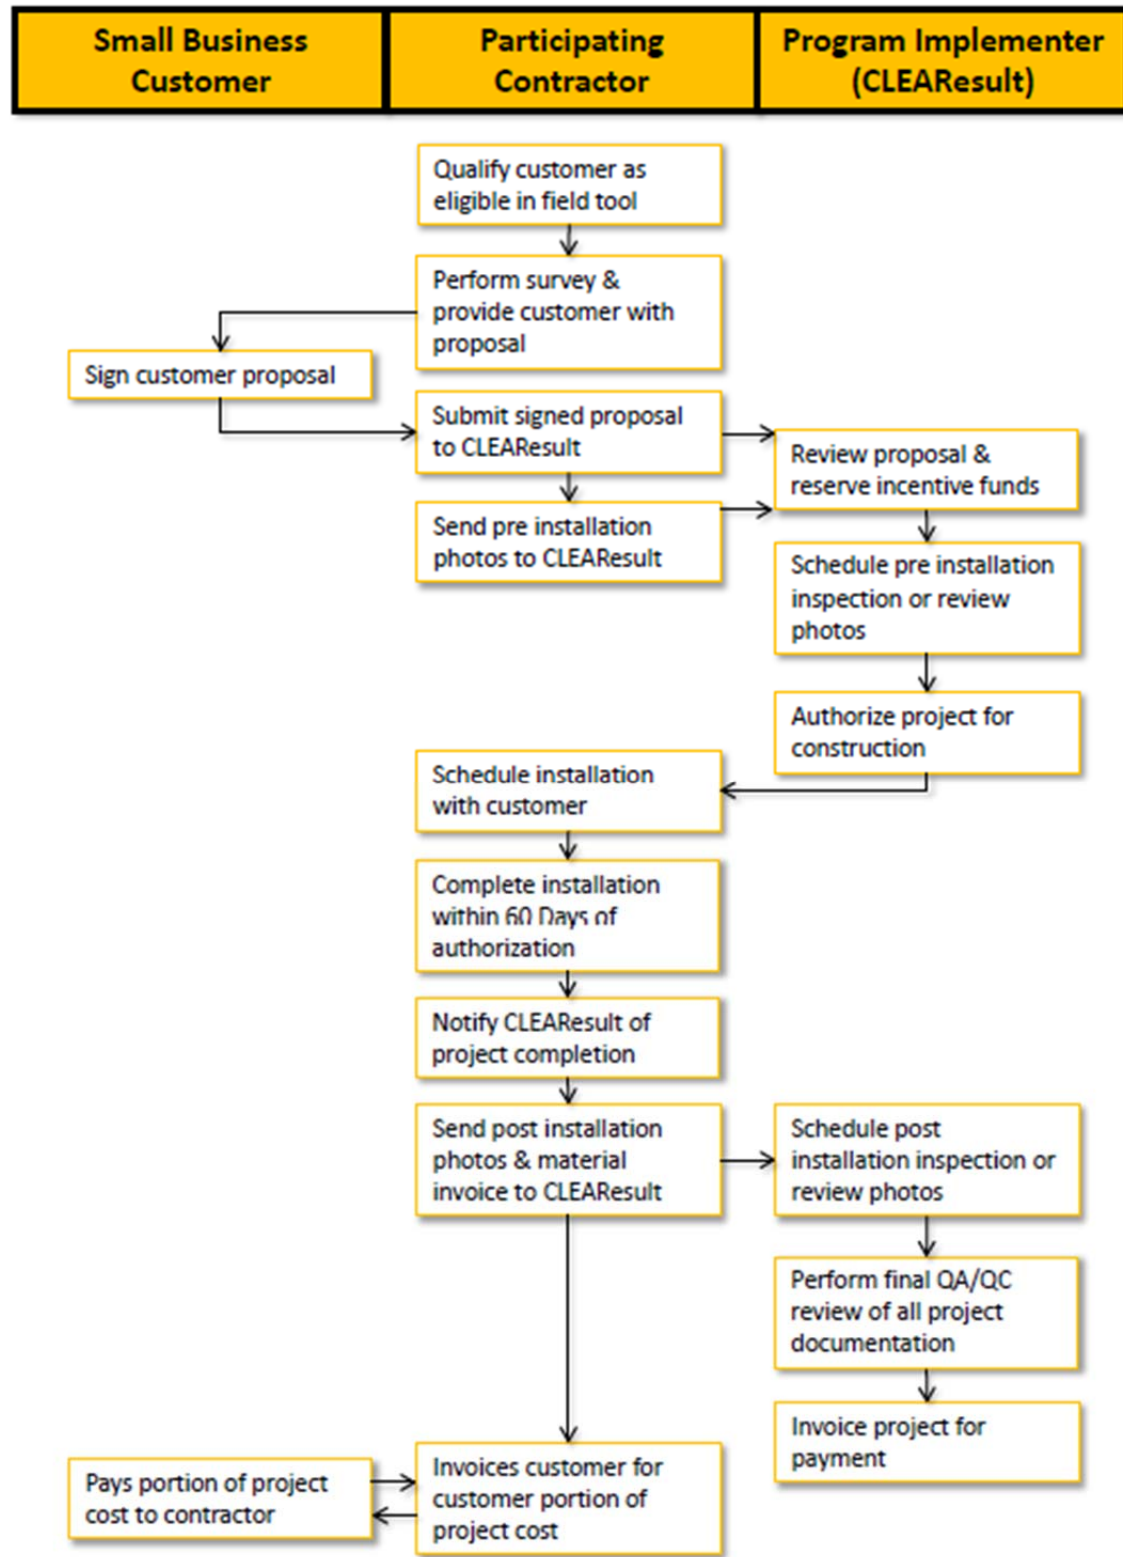 Small Business
Customer
Participating
Contractor
Program Implementer
(CLEAResult)
Qualify customer as
eligible in field tool
Perform survey &
provide customer with
proposal
Sign customer proposal
Submit signed proposal
to CLEAResult
Review proposal &
reserve incentive funds
Send pre installation
photos to CLEAResult
Schedule pre installation
inspection or review
photos
Authorize project for
construction
Schedule installation
with customer
Complete installation
within 60 Days of
authorization
Notify CLEAResult of
project completion
Send post installation
photos & material
invoice to CLEAResult
Schedule post
installation inspection or
review photos
Perform final QA/QC
review of all project
documentation
Invoice project for
payment
Pays portion of project
cost to contractor
Invoices customer for
customer portion of
project cost